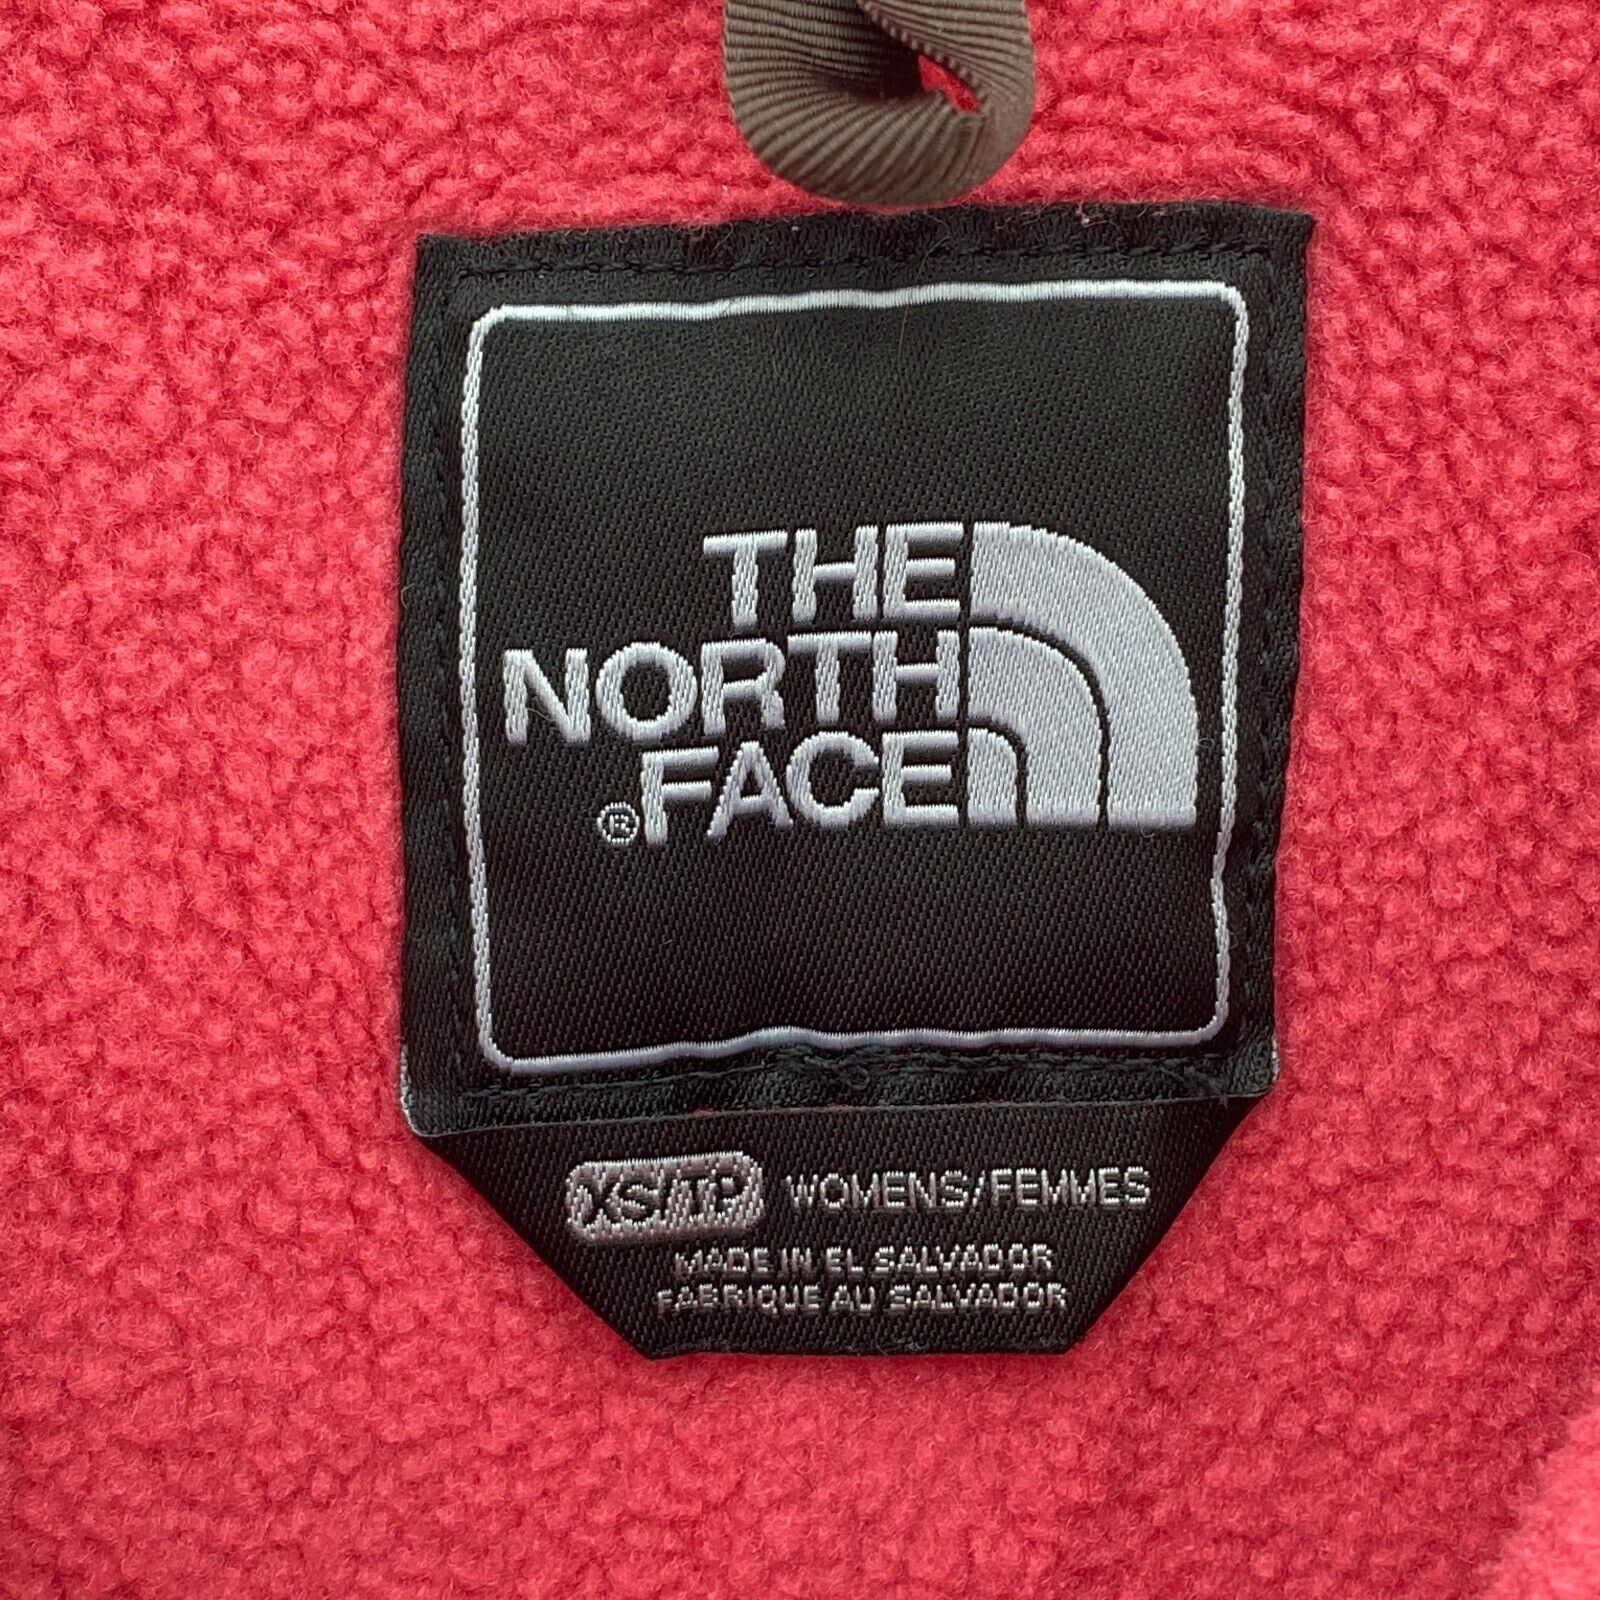 THE
NORTH
® FACE
XS/TP WOMENS/FEMMES
MADE IN EL SALVADOR
FABRIQUE AU SALVADOR